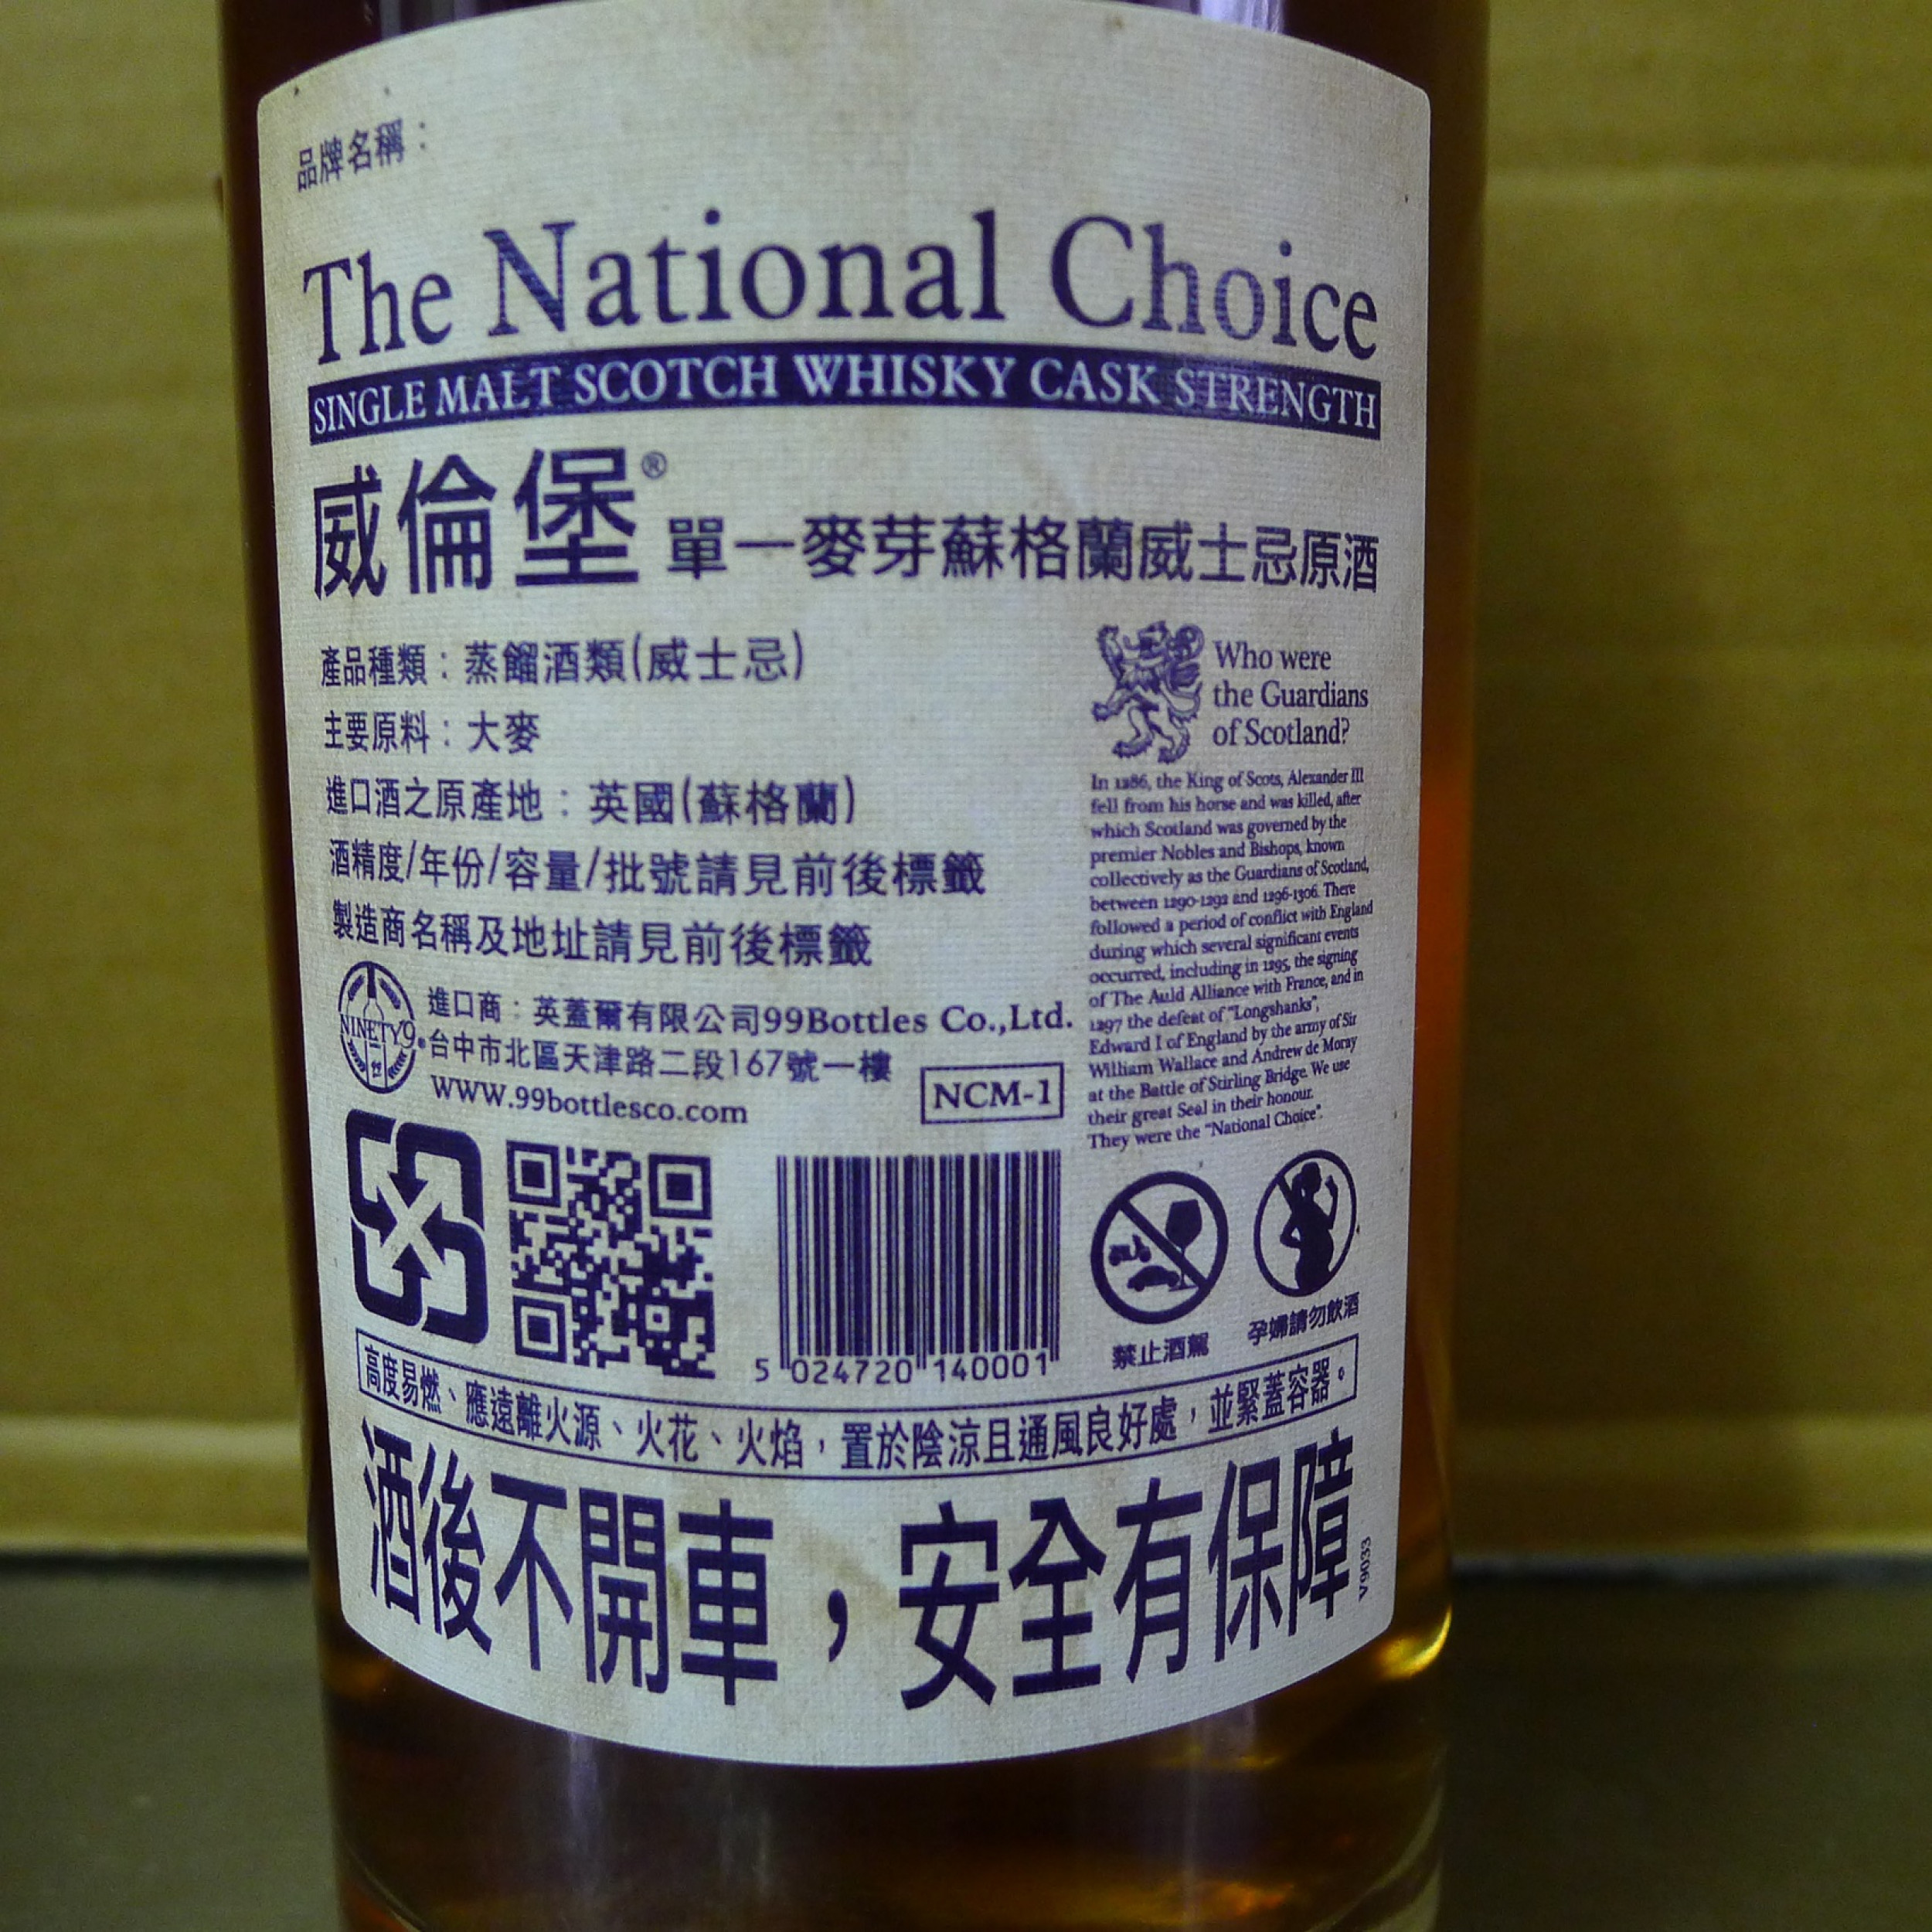 品牌名稱：
The National Choice
SINGLE MALT SCOTCH WHISKY CASK STRENGTH
威倫堡® 單一麥芽蘇格蘭威士忌原酒
產品種類：蒸餾酒類(威士忌)
主要原料：大麥
進口酒之原產地：英國(蘇格蘭)
酒精度/年份/容量/批號請見前後標籤
製造商名稱及地址請見前後標籤
NINETY9
進口商：英蓋爾有限公司99Bottles Co.,Ltd.
台中市北區天津路二段167號一樓
WWW.99bottlesco.com
NCM-1
Who were
the Guardians
of Scotland?
In 1286, the King of Scots, Alexander III
fell from his horse and was killed, after
which Scotland was governed by the
premier Nobles and Bishops, known
collectively as the Guardians of Scotland,
between 1290-1292 and 1296-1306. There
followed a period of conflict with England
during which several significant events
occurred, including in 1295, the signing
of The Auld Alliance with France, and in
1297 the defeat of "Longshanks",
Edward I of England by the army of Sir
William Wallace and Andrew de Moray
at the Battle of Stirling Bridge. We use
their great Seal in their honour.
They were the "National Choice".
5 024720 140001
禁止酒駕
孕婦請勿飲酒
高度易燃、應遠離火源、火花、火焰，置於陰涼且通風良好處，並緊蓋容器。
酒後不開車，安全有保障
V9033